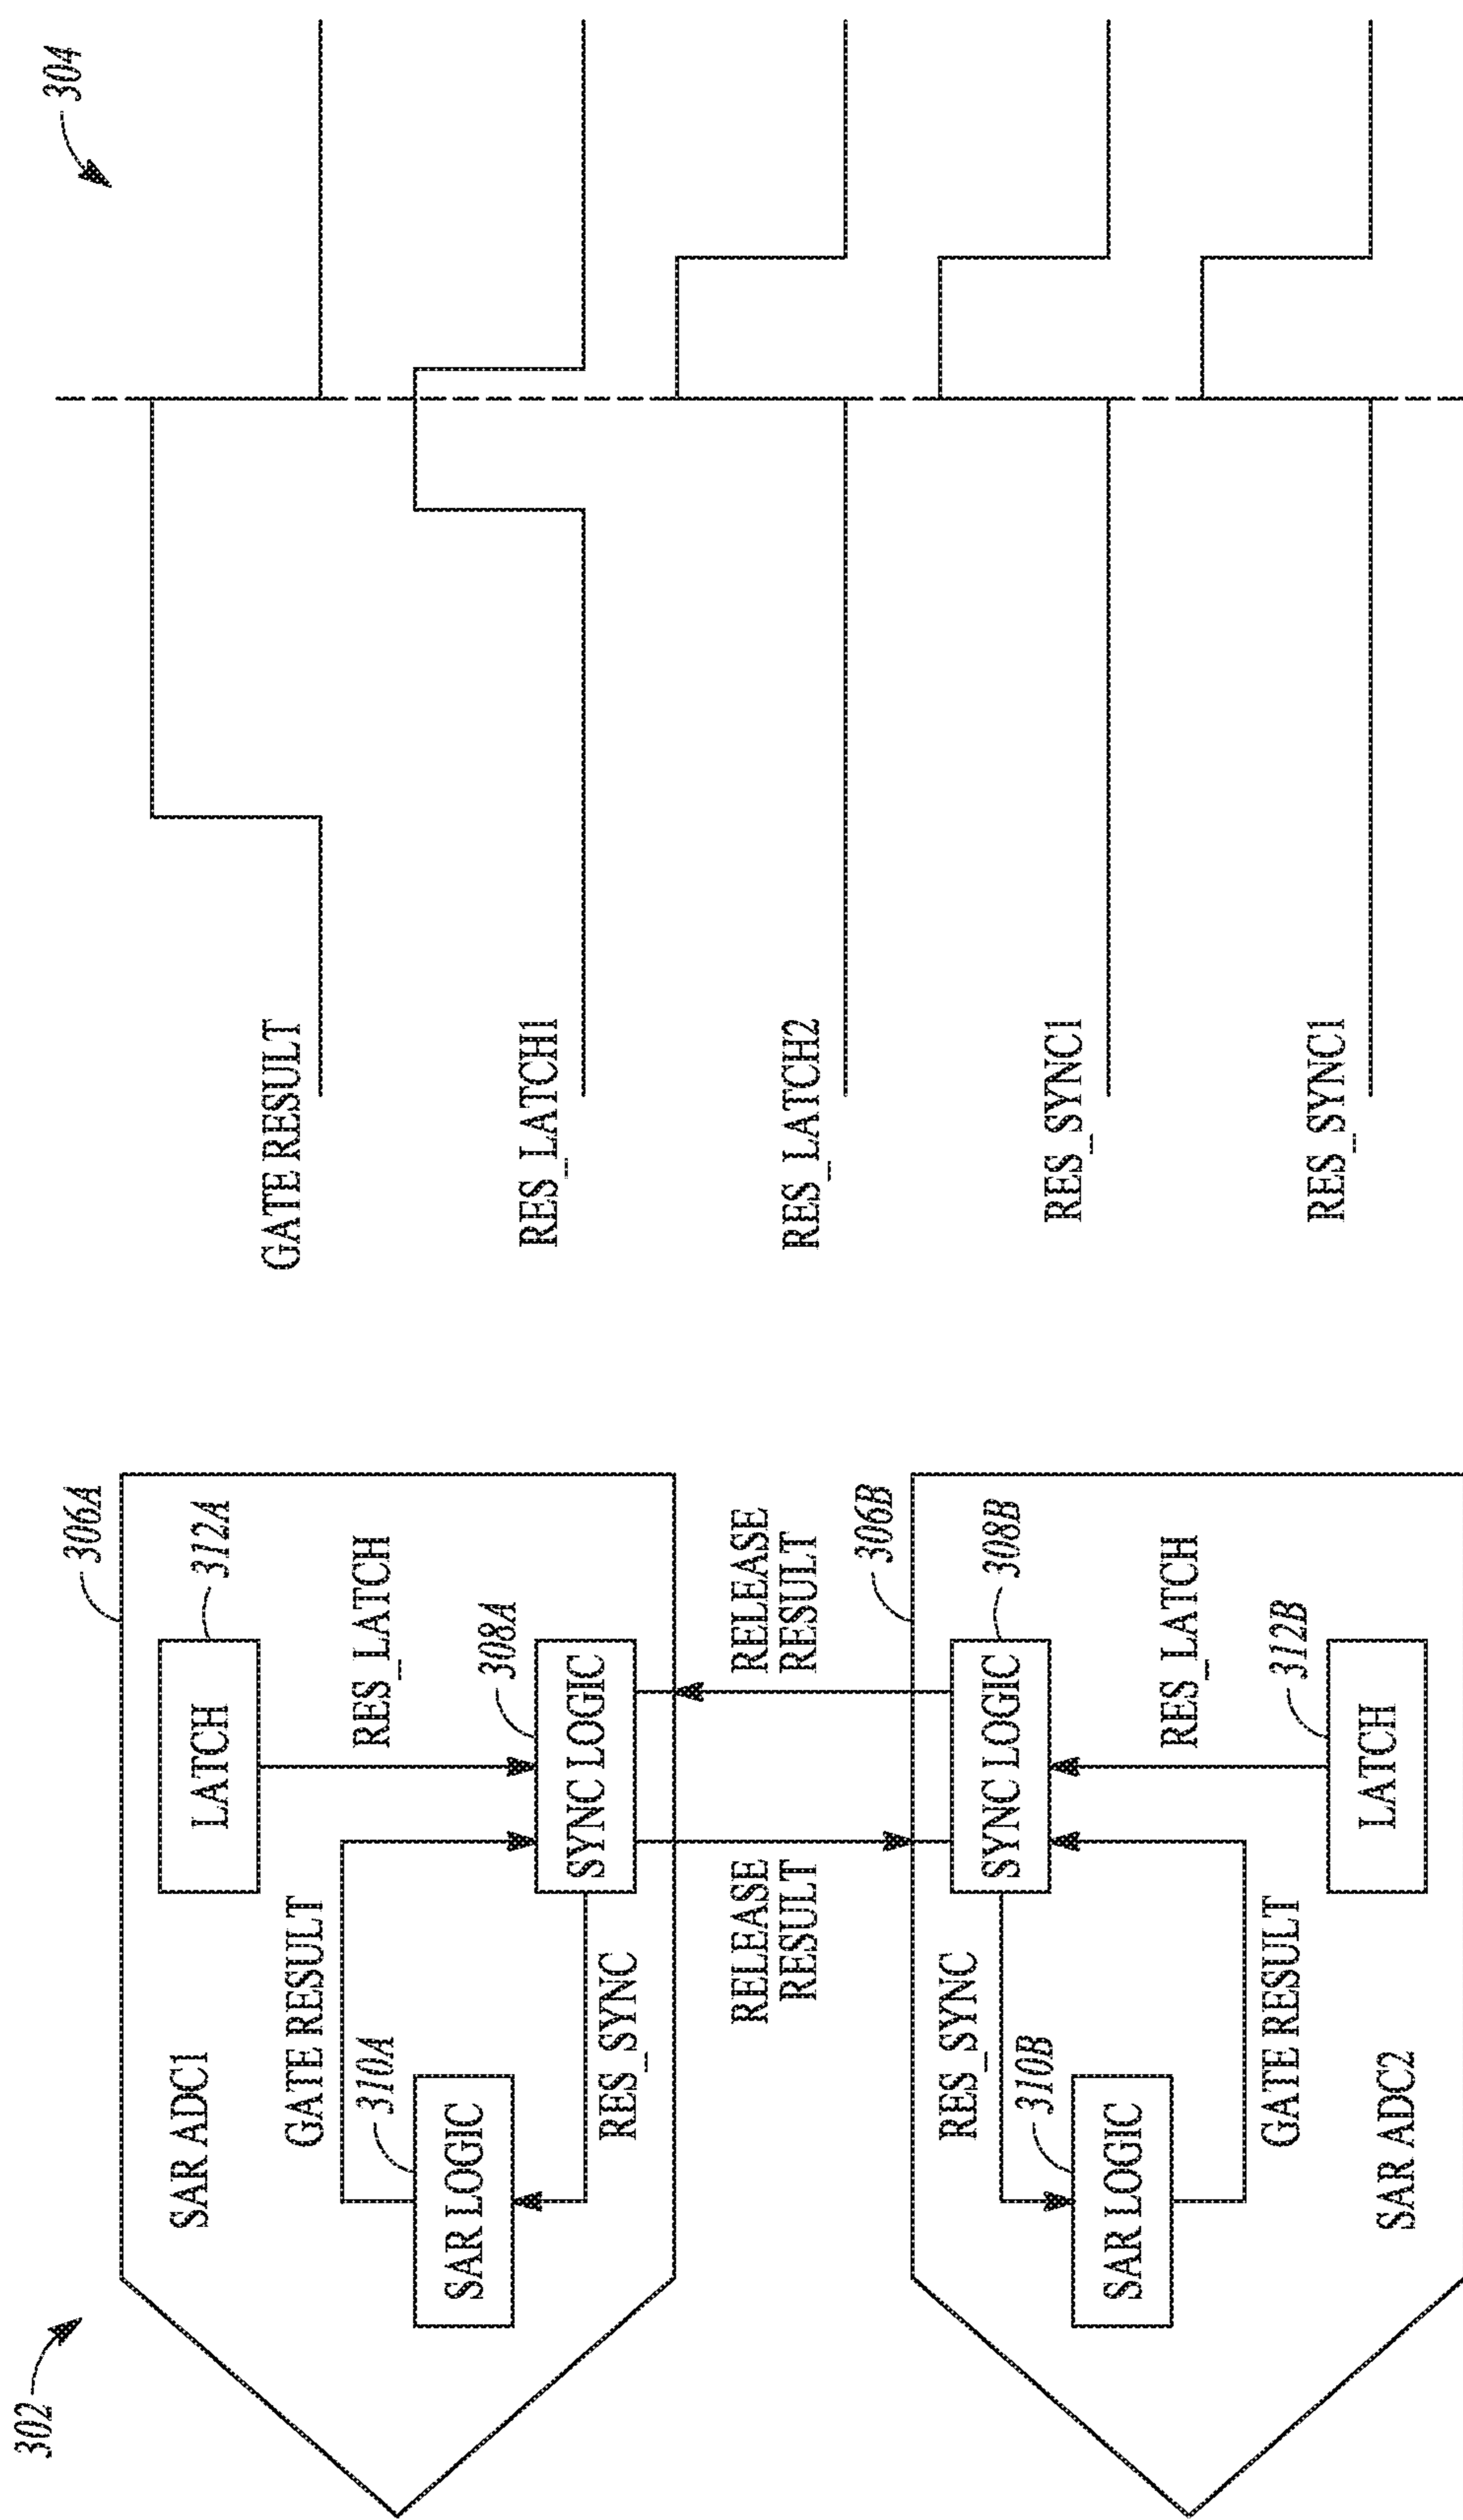 302
306A
SAR ADC1
LATCH
312A
GATE RESULT
RES_LATCH
310A
308A
SAR LOGIC
SYNC LOGIC
RES_SYNC
RELEASE
RESULT
RELEASE
RESULT
306B
RES_SYNC
SYNC LOGIC
308B
310B
SAR LOGIC
GATE RESULT
RES_LATCH
312B
SAR ADC2
LATCH
304
GATE RESULT
RES_LATCH1
RES_LATCH2
RES_SYNC1
RES_SYNC1